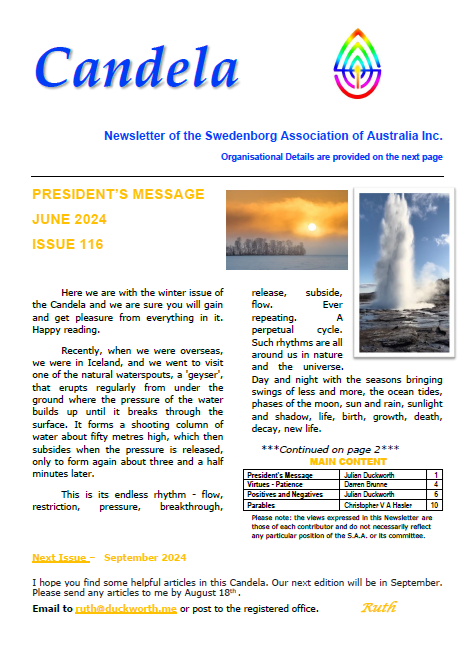 Candela
Newsletter of the Swedenborg Association of Australia Inc.
Organisational Details are provided on the next page
PRESIDENT'S MESSAGE
JUNE 2024
ISSUE 116
Here we are with the winter issue of
the Candela and we are sure you will gain
and get pleasure from everything in it.
Happy reading.
Recently, when we were overseas,
we were in Iceland, and we went to visit
one of the natural waterspouts, a 'geyser',
that erupts regularly from under the
ground where the pressure of the water
builds up until it breaks through the
surface. It forms a shooting column of
water about fifty metres high, which then
subsides when the pressure is released,
only to form again about three and a half
minutes later.
This is its endless rhythm - flow,
restriction, pressure, breakthrough,
release, subside,
flow. Ever
repeating. A
perpetual cycle.
Such rhythms are all
around us in nature
and the universe.
Day and night with the seasons bringing
swings of less and more, the ocean tides,
phases of the moon, sun and rain, sunlight
and shadow, life, birth, growth, death,
decay, new life.
***Continued on page 2***
MAIN CONTENT
President's Message Julian Duckworth 1
Virtues - Patience Darren Brunne 4
Positives and Negatives Julian Duckworth 6
Parables Christopher V A Hasler 10
Please note: the views expressed in this Newsletter are
those of each contributor and do not necessarily reflect
any particular position of the S.A.A. or its committee.
Next Issue – September 2024
I hope you find some helpful articles in this Candela. Our next edition will be in September.
Please send any articles to me by August 18th.
Email to ruth@duckworth.me or post to the registered office. Ruth